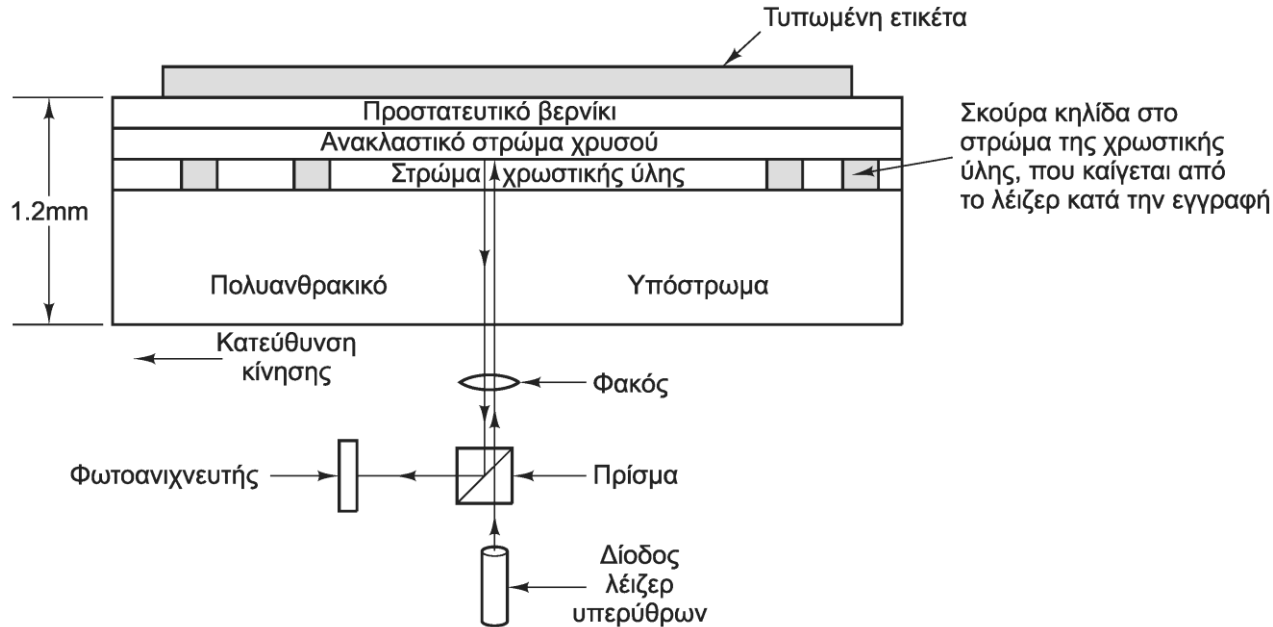 Τυπωμένη ετικέτα
Προστατευτικό βερνίκι
Ανακλαστικό στρώμα χρυσού
Στρώμα χρωστικής ύλης
Σκούρα κηλίδα στο
στρώμα της χρωστικής
ύλης, που καίγεται από
το λέιζερ κατά την εγγραφή
1.2mm
Πολυανθρακικό
Υπόστρωμα
Κατεύθυνση
κίνησης
Φακός
Φωτοανιχνευτής
Πρίσμα
Δίοδος
λέιζερ
υπερύθρων